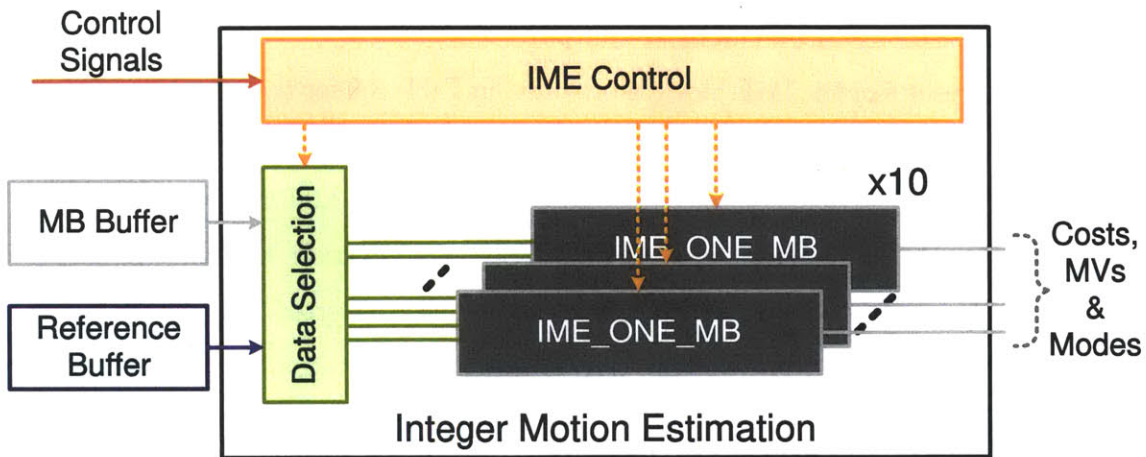 Control
Signals
IME Control
x10
MB Buffer
Data Selection
IME_ONE_MB
IME_ONE_MB
Reference
Buffer
Costs,
MVs
&
Modes
Integer Motion Estimation